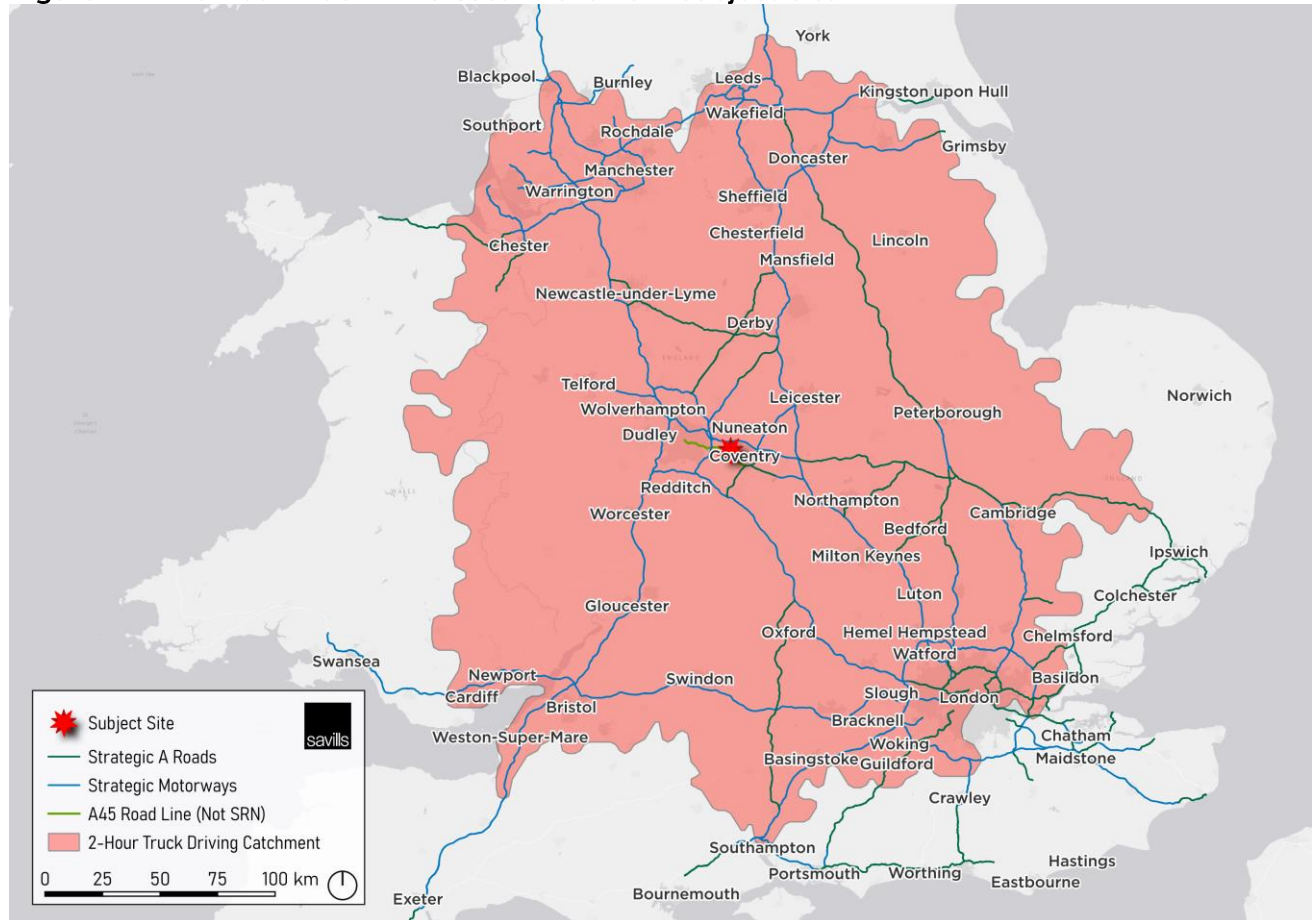 York
Blackpool
Burnley
Leeds
Kingston upon Hull
Southport
Rochdale
Wakefield
Grimsby
Manchester
Doncaster
Warrington
Sheffield
Chester
Chesterfield
Lincoln
Mansfield
Newcastle-under-Lyme
Derby
ENGLAND
Telford
Leicester
Norwich
Wolverhampton
Peterborough
Dudley
Nuneaton
Coventry
WALES
ENGLAND
Redditch
Northampton
Worcester
Cambridge
Bedford
Milton Keynes
Ipswich
Luton
Colchester
Gloucester
Oxford
Hemel Hempstead
Chelmsford
Watford
Swansea
Newport
Swindon
Slough
London
Basildon
Cardiff
Bristol
Bracknell
Weston-Super-Mare
Woking
Chatham
Basingstoke
Guildford
Maidstone
Crawley
Southampton
Portsmouth
Worthing
Hastings
Eastbourne
Bournemouth
Exeter
Subject Site
savills
Strategic A Roads
Strategic Motorways
A45 Road Line (Not SRN)
2-Hour Truck Driving Catchment
0 25 50 75 100 km